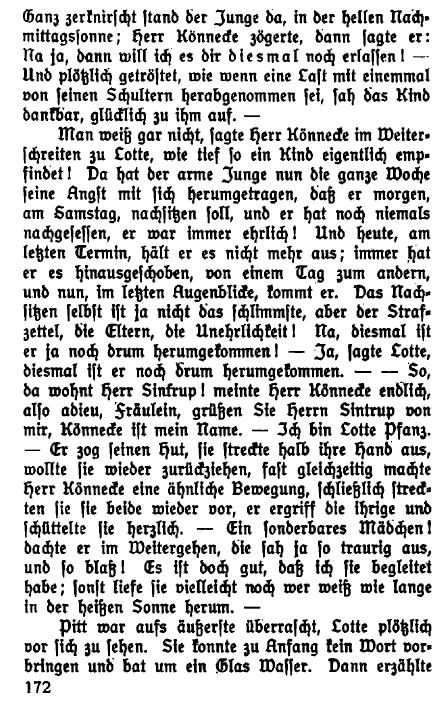 Ganz zerknirscht stand der Junge da, in der hellen Nach-
mittagssonne; Herr Könnecke zögerte, dann sagte er:
Na ja, dann will ich es dir diesmal noch erlassen! —
Und plötzlich getröstet, wie wenn eine Last mit einemmal
von seinen Schultern herabgenommen sei, sah das Kind
dankbar, glücklich zu ihm auf. —
Man weiß gar nicht, sagte Herr Könnecke im Weiter-
schreiten zu Lotte, wie tief so ein Kind eigentlich emp-
findet! Da hat der arme Junge nun die ganze Woche
seine Angst mit sich herumgetragen, daß er morgen,
am Samstag, nachsitzen soll, und er hat noch niemals
nachgesessen, er war immer ehrlich! Und heute, am
letzten Termin, hält er es nicht mehr aus; immer hat
er es hinausgeschoben, von einem Tag zum andern,
und nun, im letzten Augenblicke, kommt er. Das Nach-
sitzen selbst ist ja nicht das schlimmste, aber der Straf-
zettel, die Eltern, die Unehrlichkeit! Na, diesmal ist
er ja noch drum herumgekommen! — Ja, sagte Lotte,
diesmal ist er noch drum herumgekommen. — — So,
da wohnt Herr Sintrup! meinte Herr Könnecke endlich,
also adieu, Fräulein, grüßen Sie Herrn Sintrup von
mir, Könnecke ist mein Name. — Ich bin Lotte Pfanz.
— Er zog seinen Hut, sie streckte halb ihre Hand aus,
wollte sie wieder zurückziehen, fast gleichzeitig machte
Herr Könnecke eine ähnliche Bewegung, schließlich streck-
ten sie sie beide wieder vor, er ergriff die ihrige und
schüttelte sie herzlich. — Ein sonderbares Mädchen!
dachte er im Weitergehen, die sah ja so traurig aus,
und so blaß! Es ist doch gut, daß ich sie begleitet
habe; sonst liefe sie vielleicht noch wer weiß wie lange
in der heißen Sonne herum. —
Pitt war aufs äußerste überrascht, Lotte plötzlich
vor sich zu sehen. Sie konnte zu Anfang kein Wort vor-
bringen und bat um ein Glas Wasser. Dann erzählte
172